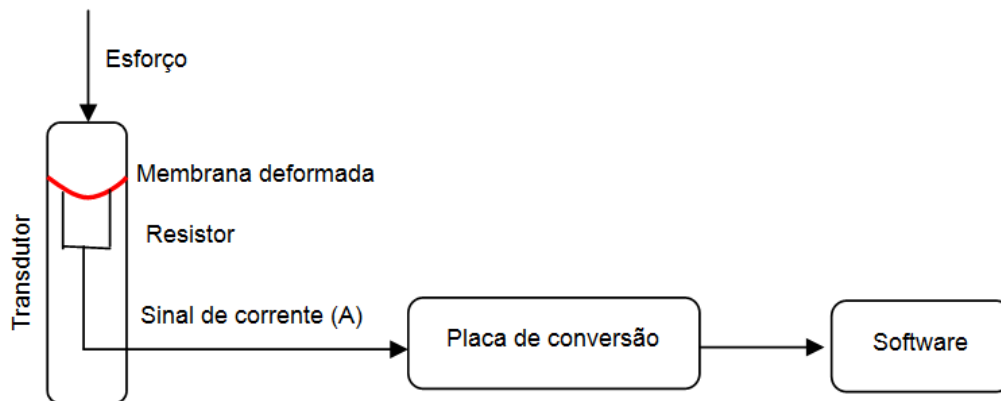 Esforço
Membrana deformada
Resistor
Transdutor
Sinal de corrente (A)
Placa de conversão
Software